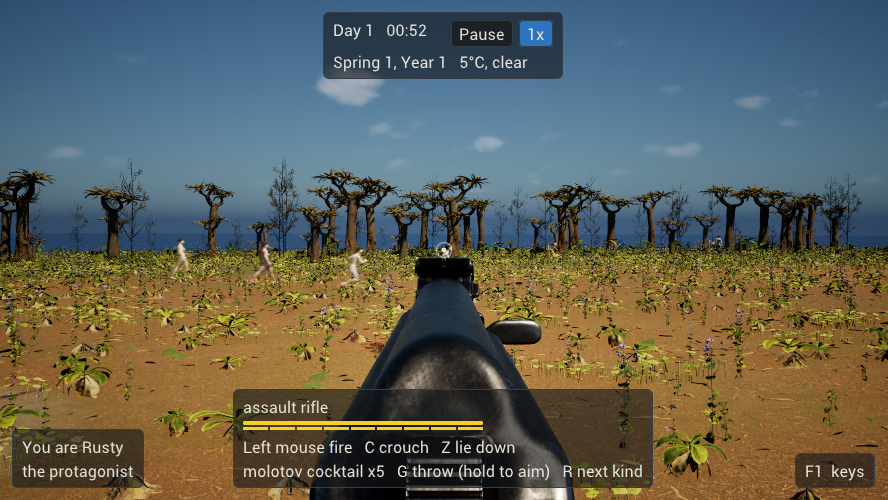 Day 1 00:52 Pause 1x
Spring 1, Year 1 5°C, clear
assault rifle
Left mouse fire C crouch Z lie down
molotov cocktail x5 G throw (hold to aim) R next kind
You are Rusty
the protagonist
F1 keys